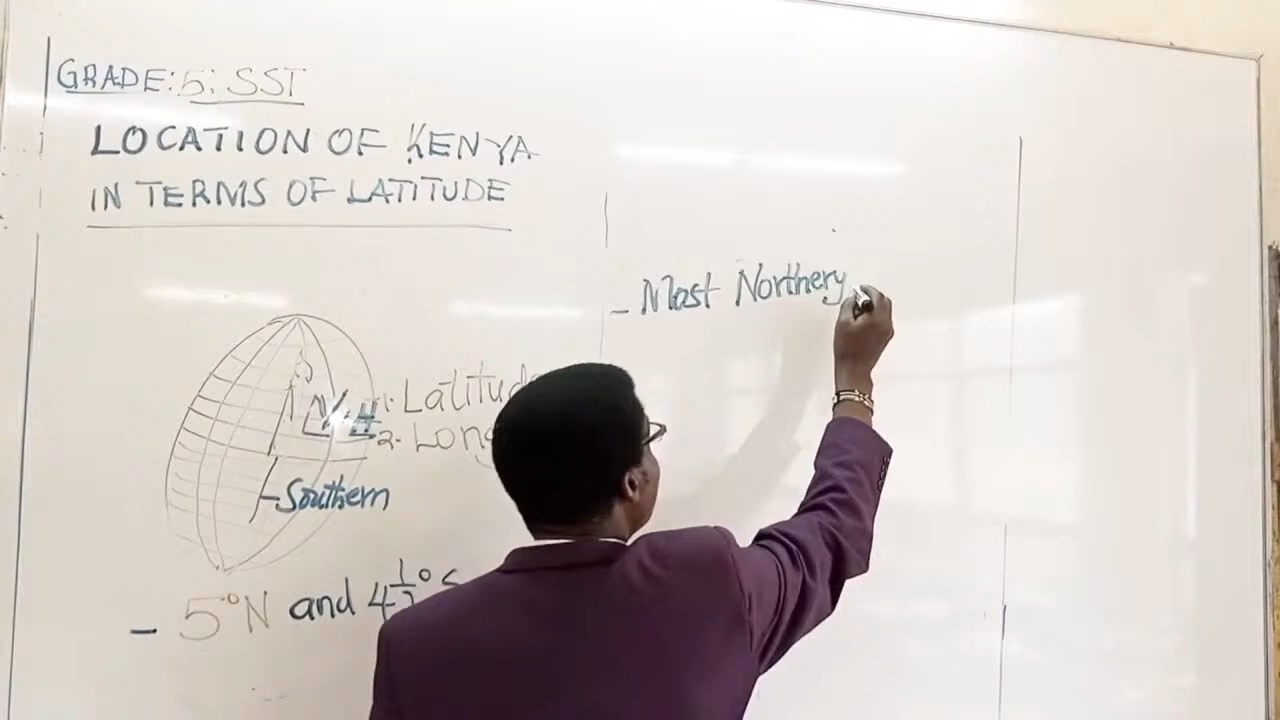 GRADE: 5: SST
LOCATION OF KENYA
IN TERMS OF LATITUDE
1. Latitud
2. Long
-Southern
- 5°N and 4½° S
- Most Northery